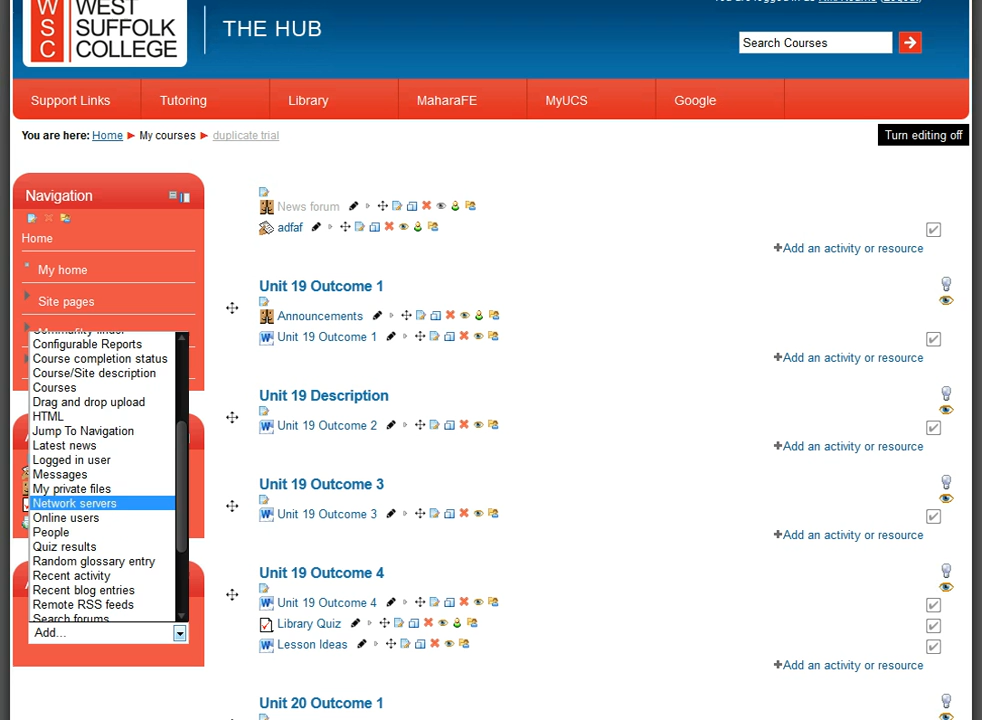 WSC
WEST
SUFFOLK
COLLEGE
THE HUB
Search Courses
Support Links
Tutoring
Library
MaharaFE
MyUCS
Google
You are here: Home ► My courses ► duplicate trial
Turn editing off
Navigation
Home
My home
Site pages
Configurable Reports
Course completion status
Course/Site description
Courses
Drag and drop upload
HTML
Jump To Navigation
Latest news
Logged in user
Messages
My private files
Network servers
Online users
People
Quiz results
Random glossary entry
Recent activity
Recent blog entries
Remote RSS feeds
Search forums
Add...
News forum
adfaf
Add an activity or resource
Unit 19 Outcome 1
Announcements
Unit 19 Outcome 1
Add an activity or resource
Unit 19 Description
Unit 19 Outcome 2
Add an activity or resource
Unit 19 Outcome 3
Unit 19 Outcome 3
Add an activity or resource
Unit 19 Outcome 4
Unit 19 Outcome 4
Library Quiz
Lesson Ideas
Add an activity or resource
Unit 20 Outcome 1